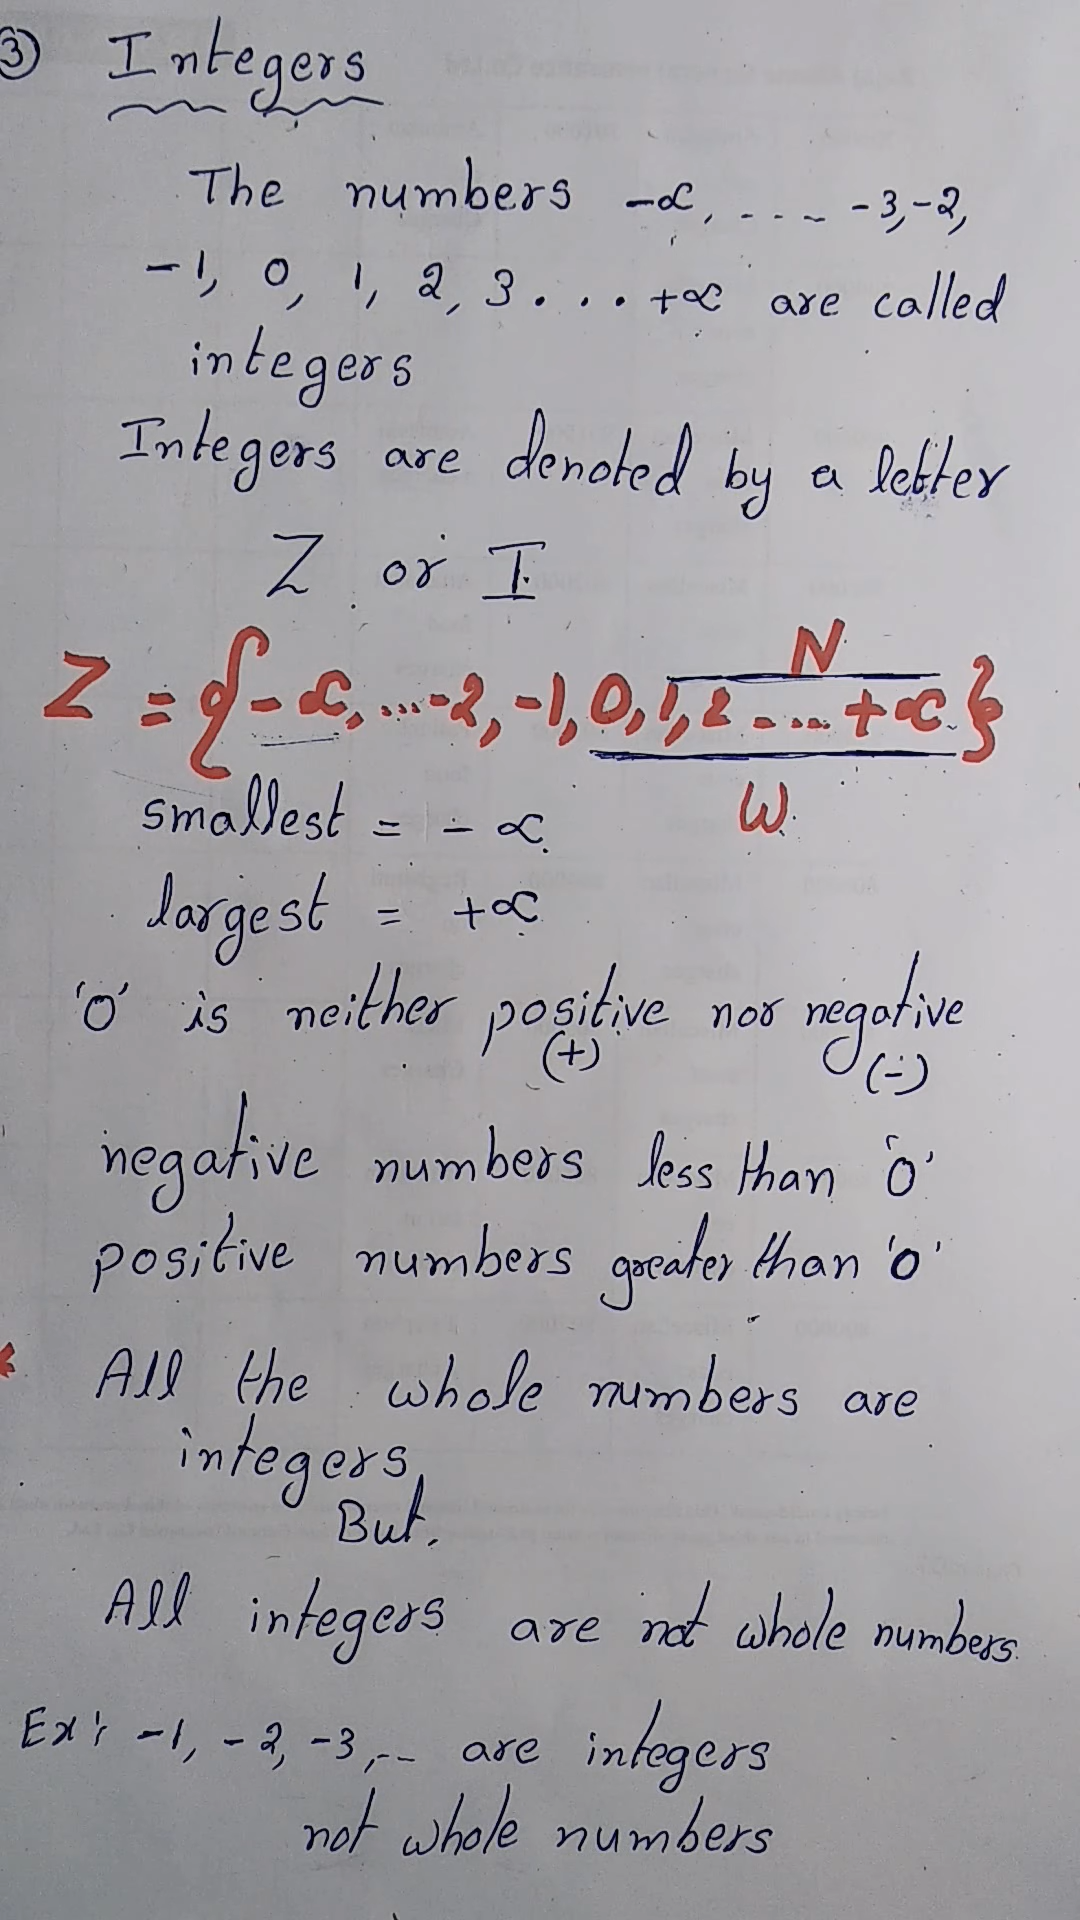 ③ Integers
The numbers -∝, .... -3, -2,
-1, 0, 1, 2, 3 . . . +∝ are called
integers
Integers are denoted by a letter
Z or I
N
Z = {-∝, ... -2, -1, 0, 1, 2 - ... +∝}
W
smallest = - ∝
largest = +∝
'0' is neither positive nor negative
(+) (-)
negative numbers less than '0'
positive numbers greater than '0'
* All the whole numbers are
integers,
But,
All integers are not whole numbers.
Ex: -1, -2, -3, -- are integers
not whole numbers